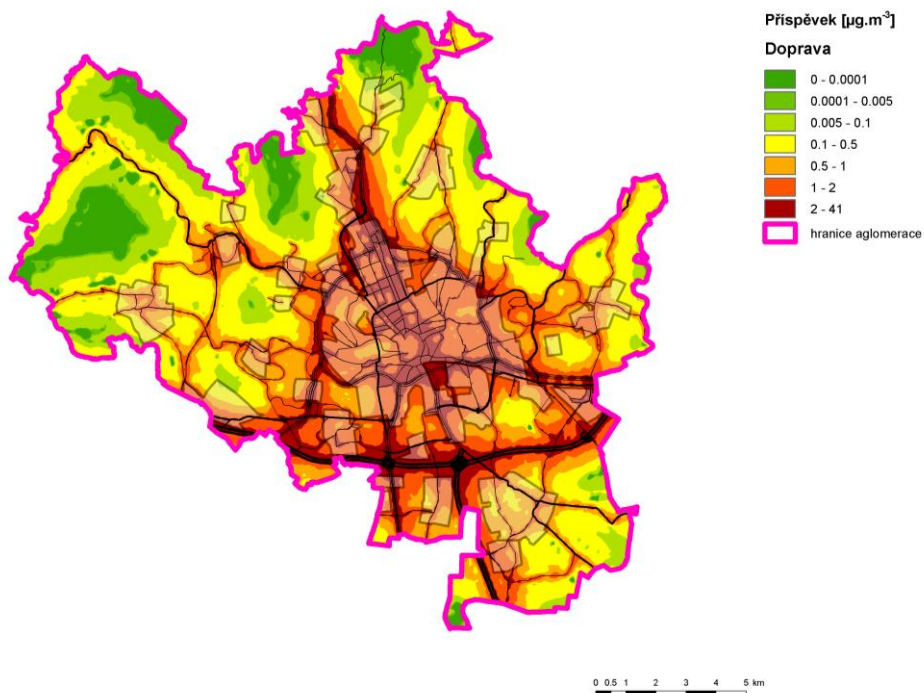 Příspěvek [µg.m⁻³]
Doprava
0 - 0.0001
0.0001 - 0.005
0.005 - 0.1
0.1 - 0.5
0.5 - 1
1 - 2
2 - 41
hranice aglomerace
0 0.5 1 2 3 4 5 km